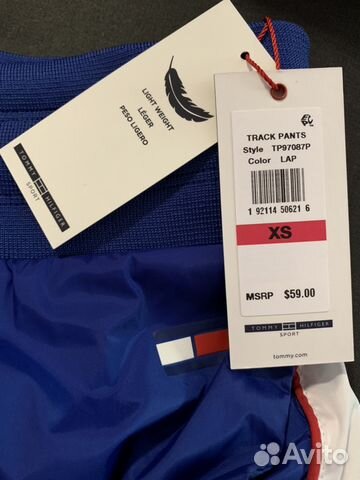 LIGHT WEIGHT
LÉGER
PESO LIGERO
TOMMY HILFIGER
SPORT
TRACK PANTS
Style TP97087P
Color LAP
1 92114 50621 6
XS
MSRP $59.00
TOMMY HILFIGER
SPORT
tommy.com
Avito